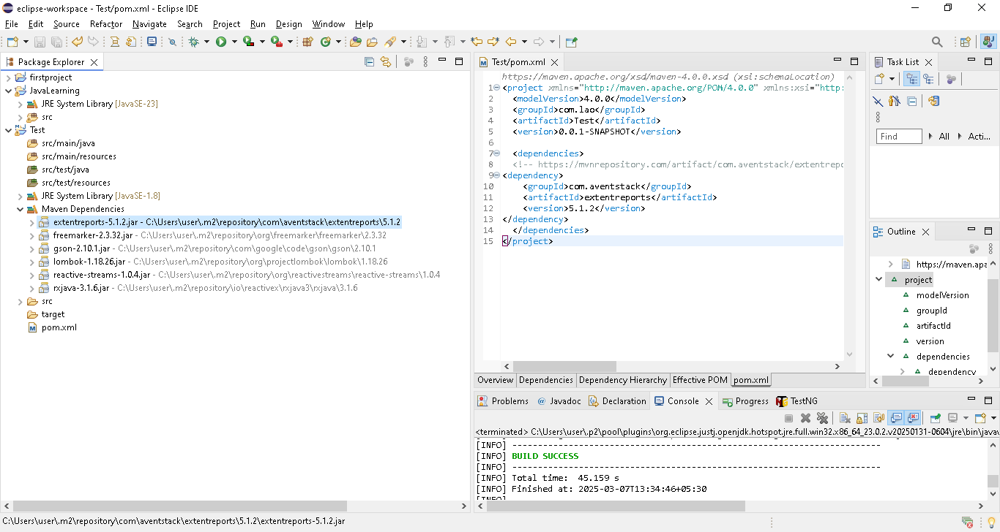 eclipse-workspace - Test/pom.xml - Eclipse IDE
File Edit Source Refactor Navigate Search Project Run Design Window Help
Package Explorer
firstproject
JavaLearning
JRE System Library [JavaSE-23]
src
Test
src/main/java
src/main/resources
src/test/java
src/test/resources
JRE System Library [JavaSE-1.8]
Maven Dependencies
extentreports-5.1.2.jar - C:\Users\user\.m2\repository\com\aventstack\extentreports\5.1.2
freemarker-2.3.32.jar - C:\Users\user\.m2\repository\org\freemarker\freemarker\2.3.32
gson-2.10.1.jar - C:\Users\user\.m2\repository\com\google\code\gson\gson\2.10.1
lombok-1.18.26.jar - C:\Users\user\.m2\repository\org\projectlombok\lombok\1.18.26
reactive-streams-1.0.4.jar - C:\Users\user\.m2\repository\org\reactivestreams\reactive-streams\1.0.4
rxjava-3.1.6.jar - C:\Users\user\.m2\repository\io\reactivex\rxjava3\rxjava\3.1.6
src
target
pom.xml
Test/pom.xml
https://maven.apache.org/xsd/maven-4.0.0.xsd (xsi:schemaLocation)
1 <project xmlns="http://maven.apache.org/POM/4.0.0" xmlns:xsi="http:
2 <modelVersion>4.0.0</modelVersion>
3 <groupId>com.lao</groupId>
4 <artifactId>Test</artifactId>
5 <version>0.0.1-SNAPSHOT</version>
6
7 <dependencies>
8 <!-- https://mvnrepository.com/artifact/com.aventstack/extentrepo
9 <dependency>
10 <groupId>com.aventstack</groupId>
11 <artifactId>extentreports</artifactId>
12 <version>5.1.2</version>
13 </dependency>
14 </dependencies>
15 </project>
Overview Dependencies Dependency Hierarchy Effective POM pom.xml
Task List
Find All Acti...
Outline
https://maven.apa
project
modelVersion
groupId
artifactId
version
dependencies
dependency
Problems Javadoc Declaration Console Progress TestNG
<terminated> C:\Users\user\.p2\pool\plugins\org.eclipse.justj.openjdk.hotspot.jre.full.win32.x86_64_23.0.2.v20250131-0604\jre\bin\javaw
[INFO] ------------------------------------------------------------------------
[INFO] BUILD SUCCESS
[INFO] ------------------------------------------------------------------------
[INFO] Total time:  45.159 s
[INFO] Finished at: 2025-03-07T13:34:46+05:30
[INFO]
C:\Users\user\.m2\repository\com\aventstack\extentreports\5.1.2\extentreports-5.1.2.jar